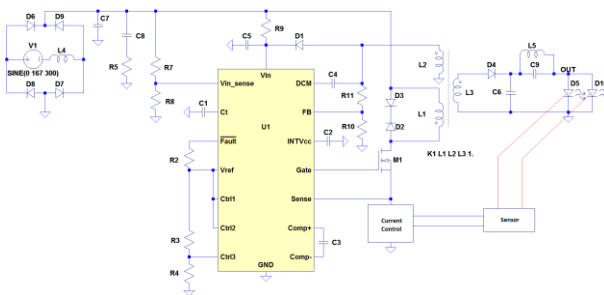 D6
D9
C7
C8
V1
L4
SINE(0 167 300)
R5
D8
D7
R7
R8
C5
R9
D1
C1
Vin
Vin_sense
DCM
Ct
FB
U1
Fault
INTVcc
Vref
Gate
Ctrl1
Sense
Ctrl2
Comp+
Ctrl3
Comp-
GND
R2
R3
R4
C4
R11
R10
C2
C3
L2
D3
L1
D2
M1
L3
K1 L1 L2 L3 1.
D4
C6
L5
C9
OUT
D5
Current
Control
Sensor